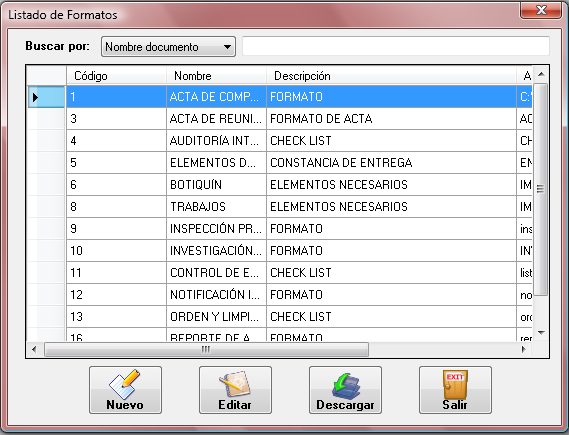 Listado de Formatos
Buscar por: Nombre documento
Código Nombre Descripción A
1 ACTA DE COMP... FORMATO C:\
3 ACTA DE REUNI... FORMATO DE ACTA AC
4 AUDITORÍA INT... CHECK LIST CH
5 ELEMENTOS D... CONSTANCIA DE ENTREGA EN
6 BOTIQUÍN ELEMENTOS NECESARIOS IM
8 TRABAJOS ELEMENTOS NECESARIOS IM
9 INSPECCIÓN PR... FORMATO ins
10 INVESTIGACIÓN... FORMATO INV
11 CONTROL DE E... CHECK LIST list
12 NOTIFICACIÓN I... FORMATO no
13 ORDEN Y LIMPI... CHECK LIST ord
16 REPORTE DE A... FORMATO rep
Nuevo Editar Descargar EXIT Salir